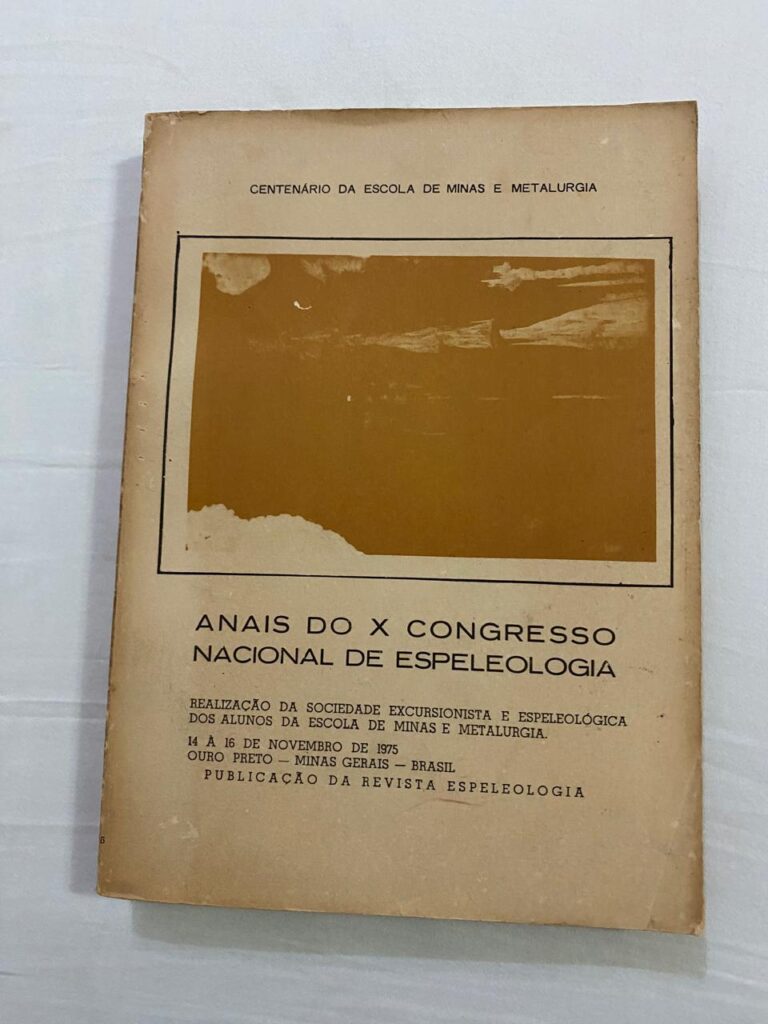 CENTENÁRIO DA ESCOLA DE MINAS E METALURGIA
ANAIS DO X CONGRESSO
NACIONAL DE ESPELEOLOGIA
REALIZAÇÃO DA SOCIEDADE EXCURSIONISTA E ESPELEOLÓGICA
DOS ALUNOS DA ESCOLA DE MINAS E METALURGIA.
14 À 16 DE NOVEMBRO DE 1975
OURO PRETO — MINAS GERAIS — BRASIL
PUBLICAÇÃO DA REVISTA ESPELEOLOGIA